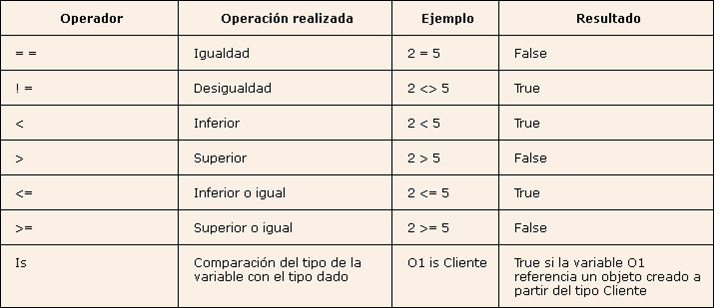 Operador Operación realizada Ejemplo Resultado
= = Igualdad 2 = 5 False
! = Desigualdad 2 <> 5 True
< Inferior 2 < 5 True
> Superior 2 > 5 False
<= Inferior o igual 2 <= 5 True
>= Superior o igual 2 >= 5 False
Is Comparación del tipo de la O1 is Cliente True si la variable O1
variable con el tipo dado referencia un objeto creado a
partir del tipo Cliente